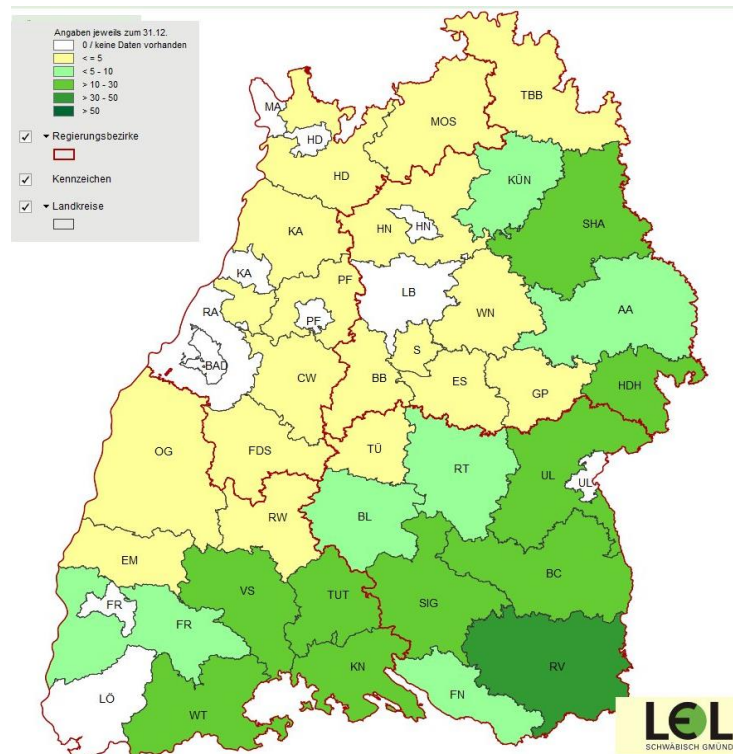 Angaben jeweils zum 31.12.
0 / keine Daten vorhanden
< = 5
< 5 - 10
> 10 - 30
> 30 - 50
> 50
Regierungsbezirke
Kennzeichen
Landkreise
TBB
MA
MOS
HD
HD
KÜN
KA
HN
HN
SHA
KA
PF
LB
RA
PF
WN
AA
S
BAD
CW
BB
ES
GP
HDH
OG
FDS
TÜ
RT
UL
UL
RW
BL
EM
VS
TUT
SIG
BC
FR
FR
KN
RV
LÖ
WT
FN
LEL
SCHWÄBISCH GMÜND